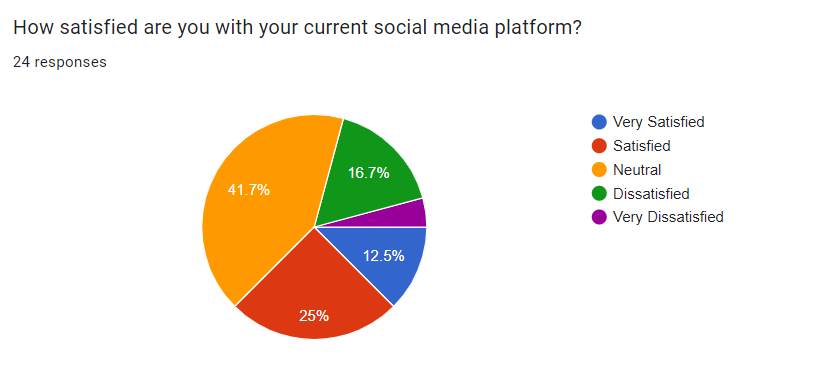 How satisfied are you with your current social media platform?
24 responses
Very Satisfied
Satisfied
Neutral
Dissatisfied
Very Dissatisfied
16.7%
41.7%
12.5%
25%